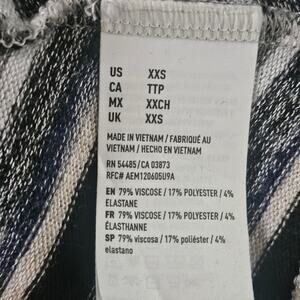 US XXS
CA TTP
MX XXCH
UK XXS
MADE IN VIETNAM / FABRIQUÉ AU
VIETNAM / HECHO EN VIETNAM
RN 54485/CA 03873
RFC# AEM120605U9A
EN 79% VISCOSE / 17% POLYESTER / 4%
ELASTANE
FR 79% VISCOSE / 17% POLYESTER / 4%
ÉLASTHANNE
SP 79% viscosa / 17% poliéster / 4%
elastano